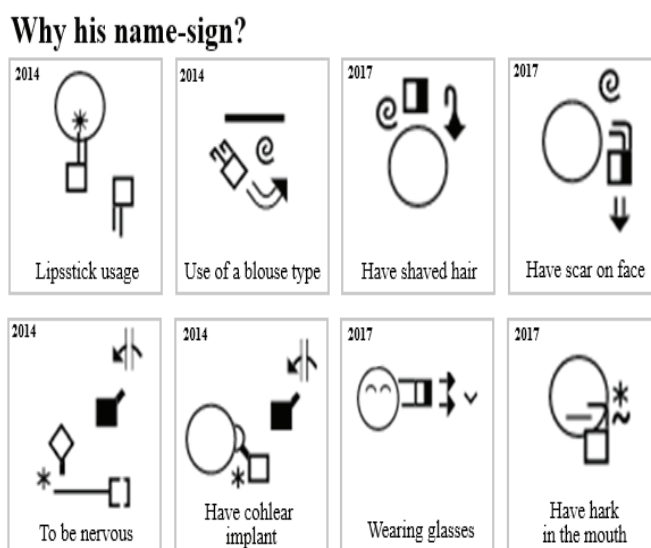 Why his name-sign?
2014
Lipsstick usage
2014
Use of a blouse type
2017
Have shaved hair
2017
Have scar on face
2014
To be nervous
2014
Have cohlear
implant
2017
Wearing glasses
2017
Have hark
in the mouth